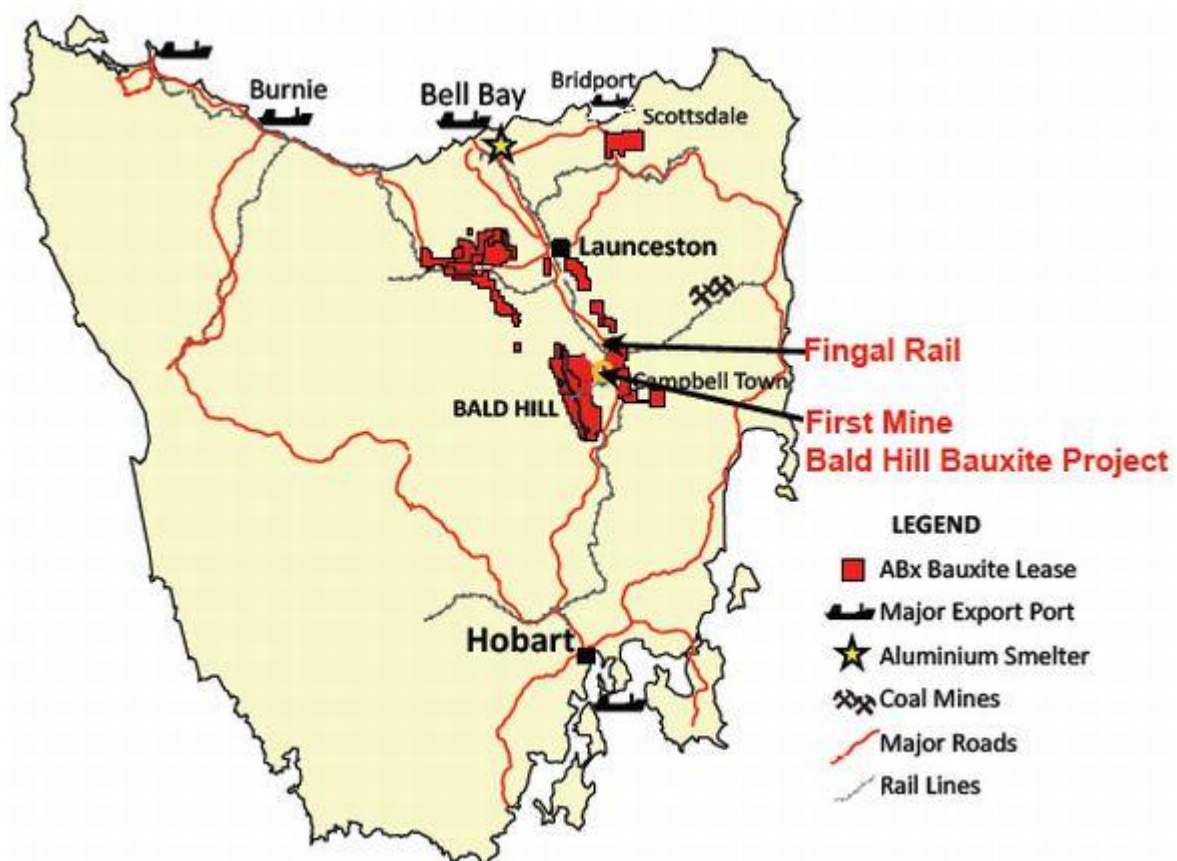 Burnie
Bell Bay
Bridport
Scottsdale
Launceston
Fingal Rail
Campbell Town
BALD HILL
First Mine
Bald Hill Bauxite Project
Hobart
LEGEND
ABx Bauxite Lease
Major Export Port
Aluminium Smelter
Coal Mines
Major Roads
Rail Lines